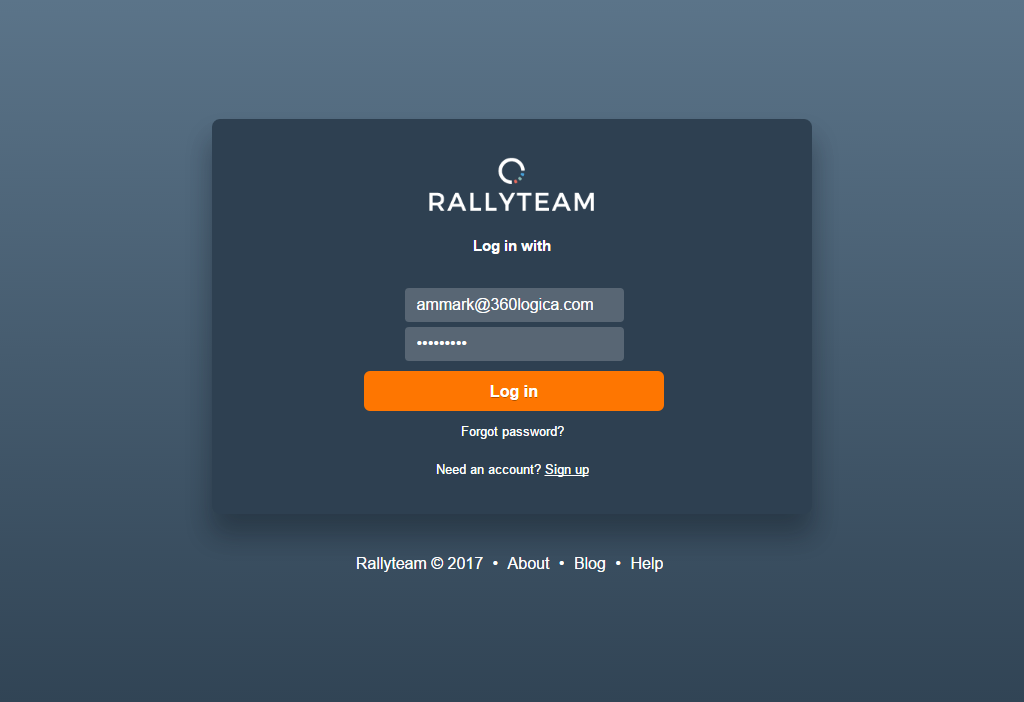 RALLYTEAM
Log in with
ammark@360logica.com
•••••••••
Log in
Forgot password?
Need an account? Sign up
Rallyteam © 2017 • About • Blog • Help